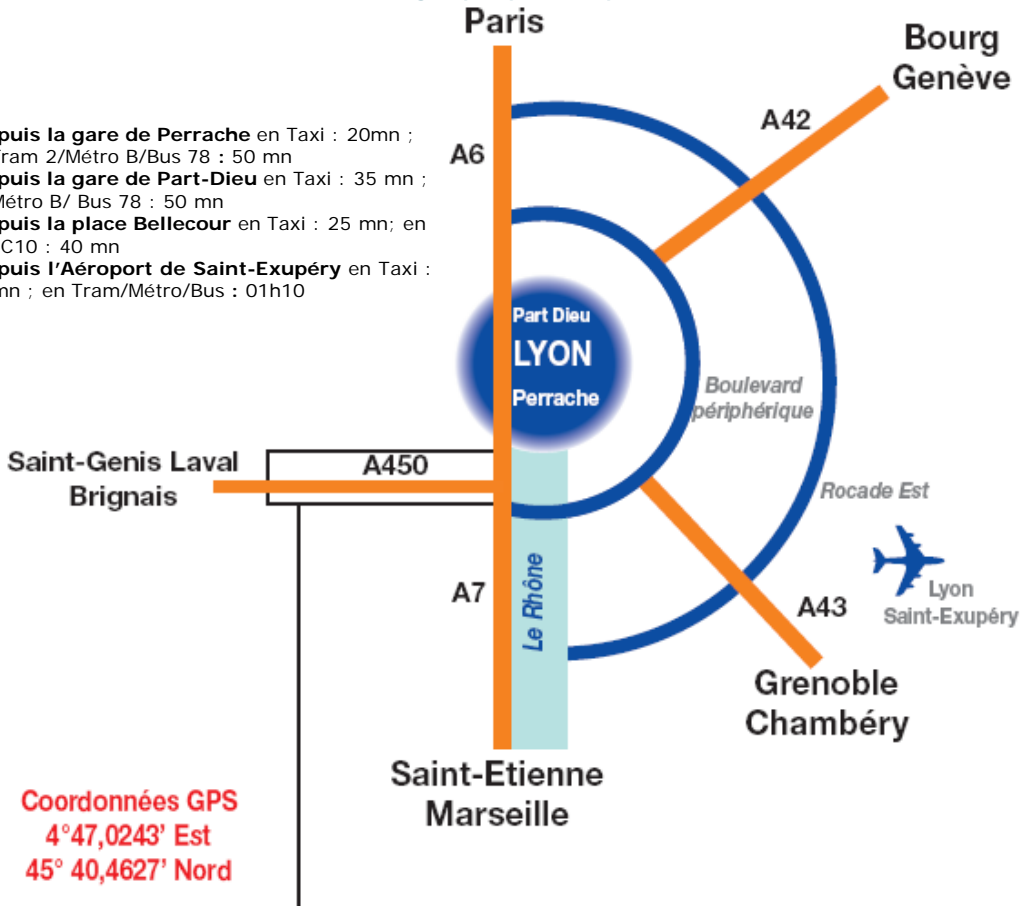 Paris
Bourg
Genève
puis la gare de Perrache en Taxi : 20mn ;
Tram 2/Métro B/Bus 78 : 50 mn
puis la gare de Part-Dieu en Taxi : 35 mn ;
Métro B/ Bus 78 : 50 mn
puis la place Bellecour en Taxi : 25 mn; en
C10 : 40 mn
puis l'Aéroport de Saint-Exupéry en Taxi :
mn ; en Tram/Métro/Bus : 01h10
A6
A42
Part Dieu
LYON
Perrache
Boulevard
périphérique
Saint-Genis Laval
Brignais
A450
Rocade Est
A7
Le Rhône
A43
Lyon
Saint-Exupéry
Grenoble
Chambéry
Saint-Etienne
Marseille
Coordonnées GPS
4°47,0243' Est
45° 40,4627' Nord